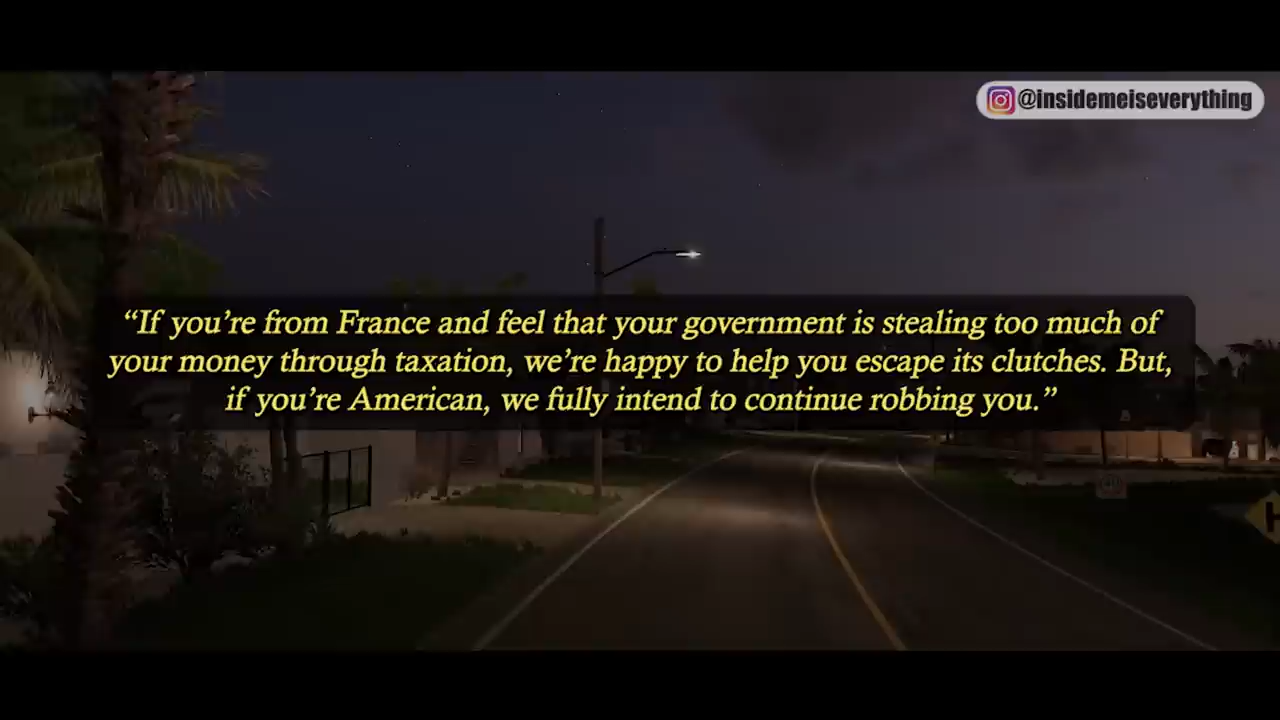 @insidemeiseverything
“If you’re from France and feel that your government is stealing too much of
your money through taxation, we’re happy to help you escape its clutches. But,
if you’re American, we fully intend to continue robbing you.”